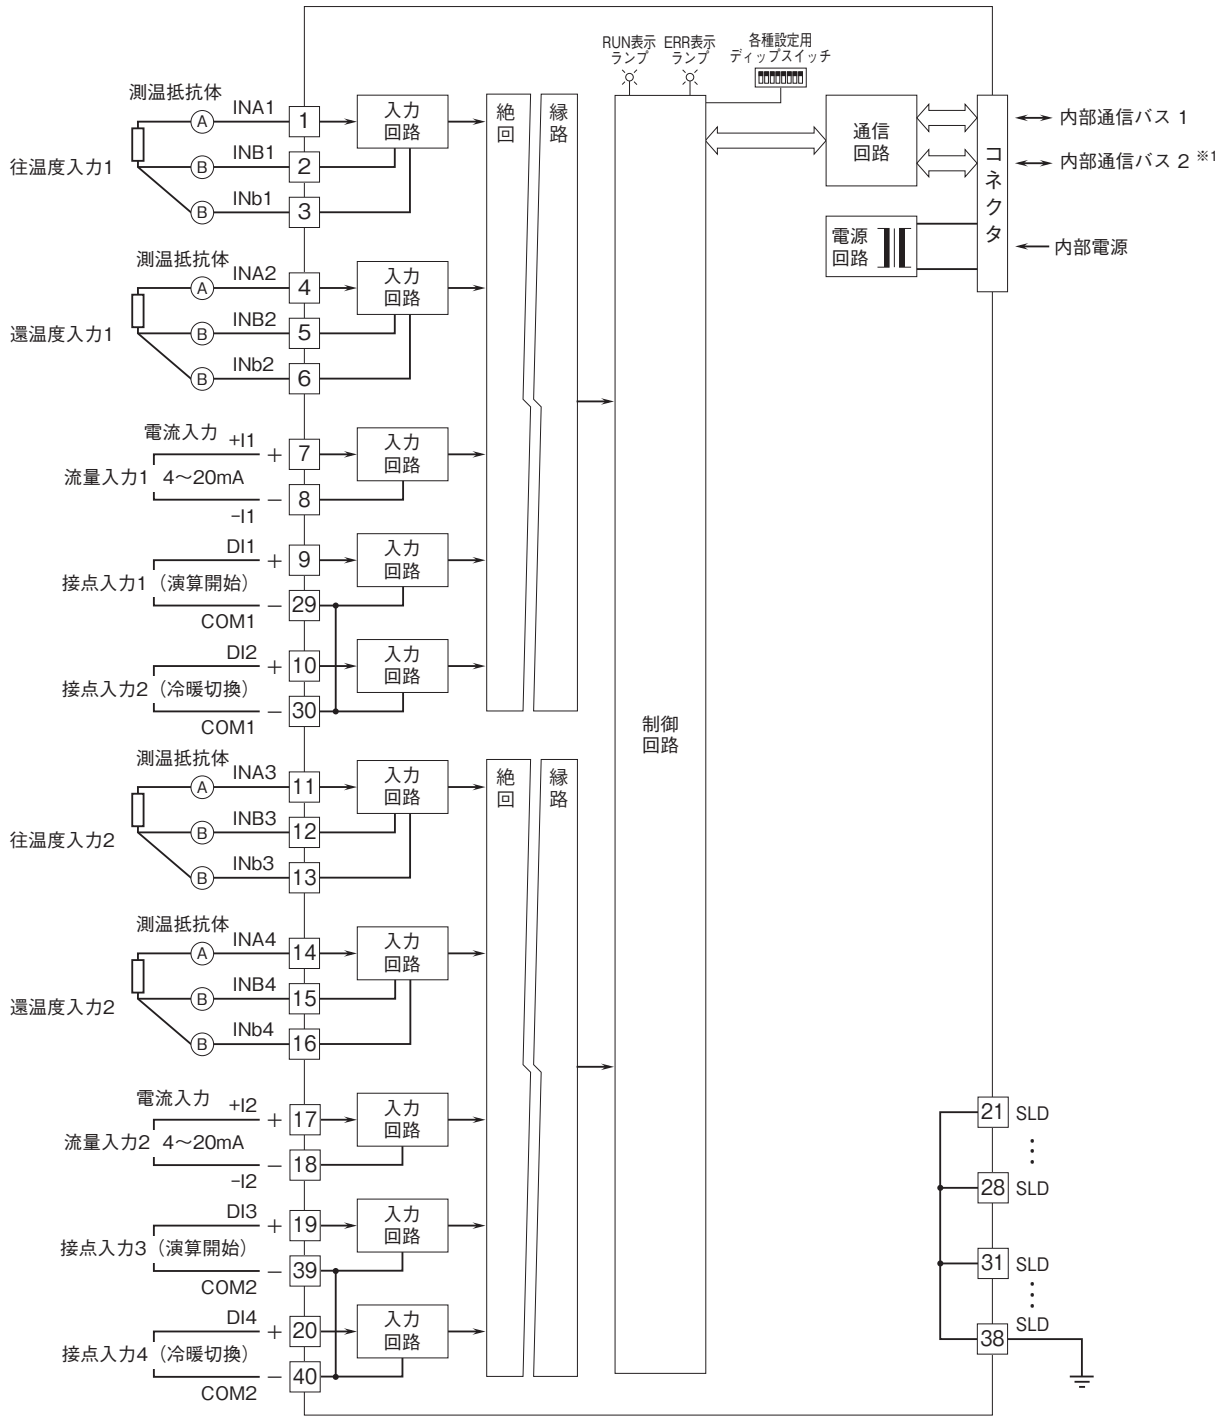 RUN表示
ランプ
ERR表示
ランプ
各種設定用
ディップスイッチ
測温抵抗体
往温度入力1
A
INA1
1
B
INB1
2
B
INb1
3
入力
回路
測温抵抗体
還温度入力1
A
INA2
4
B
INB2
5
B
INb2
6
入力
回路
電流入力
流量入力1
4〜20mA
+I1
+
7
−
8
−I1
入力
回路
接点入力1(演算開始)
DI1
+
9
−
29
COM1
入力
回路
接点入力2(冷暖切換)
DI2
+
10
−
30
COM1
入力
回路
絶縁
回路
測温抵抗体
往温度入力2
A
INA3
11
B
INB3
12
B
INb3
13
入力
回路
測温抵抗体
還温度入力2
A
INA4
14
B
INB4
15
B
INb4
16
入力
回路
電流入力
流量入力2
4〜20mA
+I2
+
17
−
18
−I2
入力
回路
接点入力3(演算開始)
DI3
+
19
−
39
COM2
入力
回路
接点入力4(冷暖切換)
DI4
+
20
−
40
COM2
入力
回路
絶縁
回路
制御
回路
通信
回路
電源
回路
コネクタ
内部通信バス 1
内部通信バス 2 ※1
内部電源
21 SLD
28 SLD
31 SLD
SLD
38